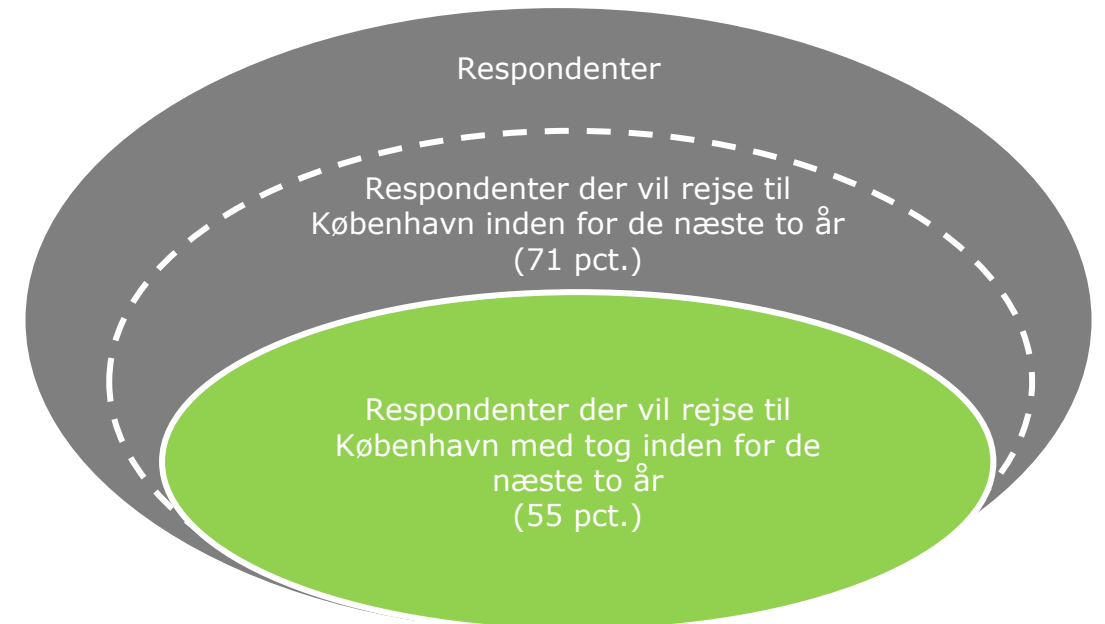 Respondenter
Respondenter der vil rejse til
København inden for de næste to år
(71 pct.)
Respondenter der vil rejse til
København med tog inden for de
næste to år
(55 pct.)